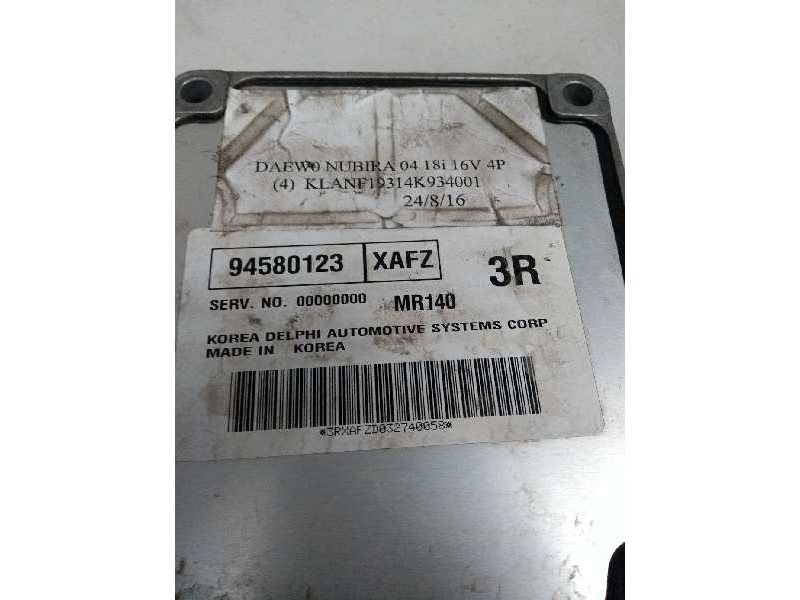 DAEWO NUBIRA 04 18i 16V 4P
(4) KLANF19314K934001
24/8/16
94580123 XAFZ 3R
SERV. NO. 00000000 MR140
KOREA DELPHI AUTOMOTIVE SYSTEMS CORP
MADE IN KOREA
*3RXAFZD032740058*